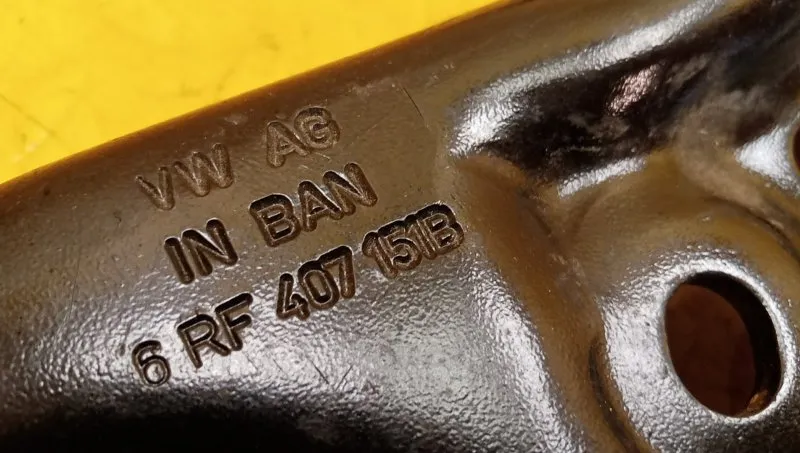 VW AG
IN BAN
6 RF 407 151B